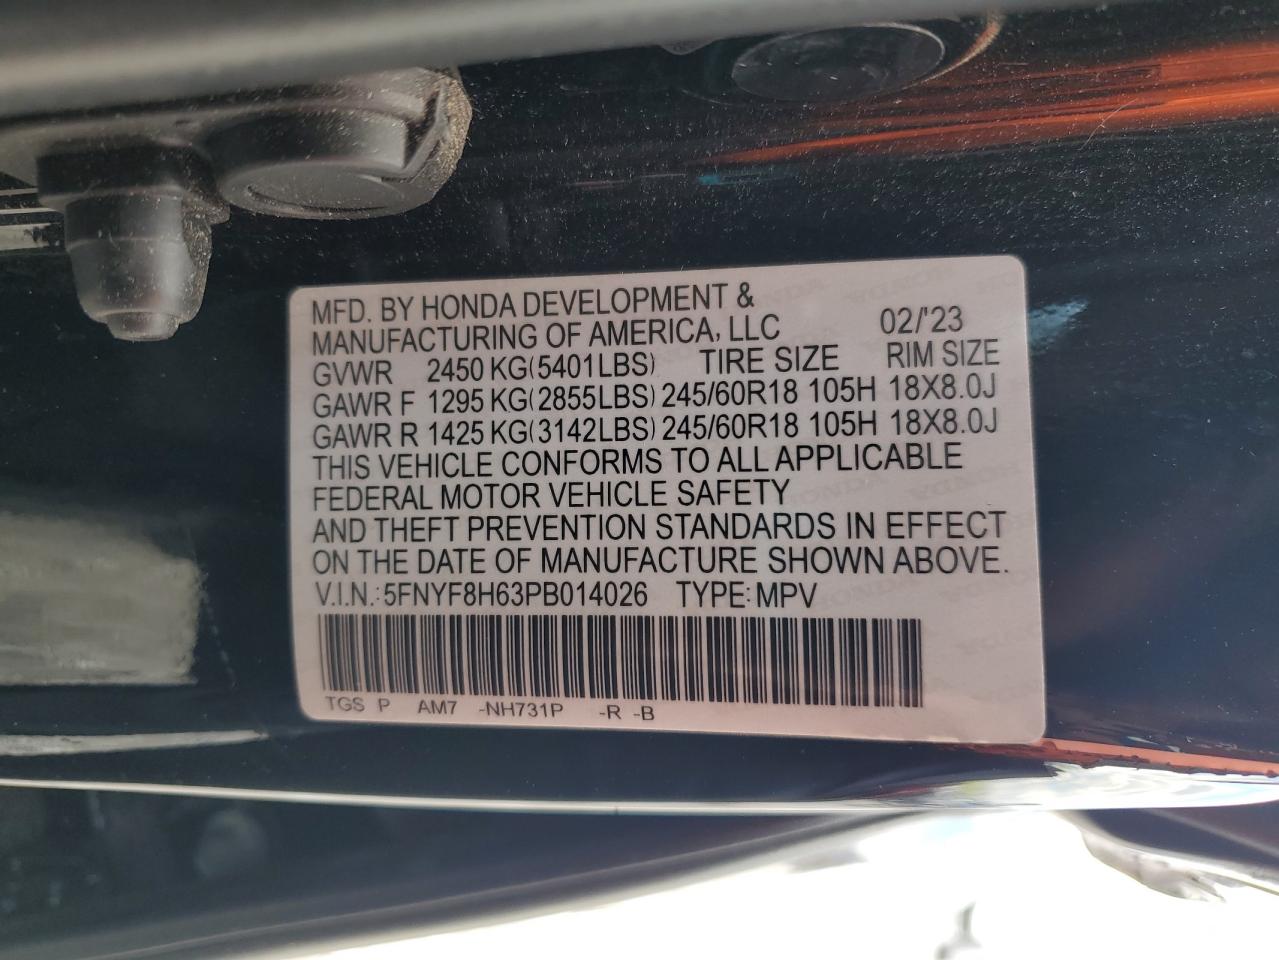 MFD. BY HONDA DEVELOPMENT &
MANUFACTURING OF AMERICA, LLC 02/'23
GVWR 2450 KG(5401LBS) TIRE SIZE RIM SIZE
GAWR F 1295 KG(2855LBS) 245/60R18 105H 18X8.0J
GAWR R 1425 KG(3142LBS) 245/60R18 105H 18X8.0J
THIS VEHICLE CONFORMS TO ALL APPLICABLE
FEDERAL MOTOR VEHICLE SAFETY
AND THEFT PREVENTION STANDARDS IN EFFECT
ON THE DATE OF MANUFACTURE SHOWN ABOVE.
V.I.N.: 5FNYF8H63PB014026 TYPE: MPV
TGS P AM7 -NH731P -R -B